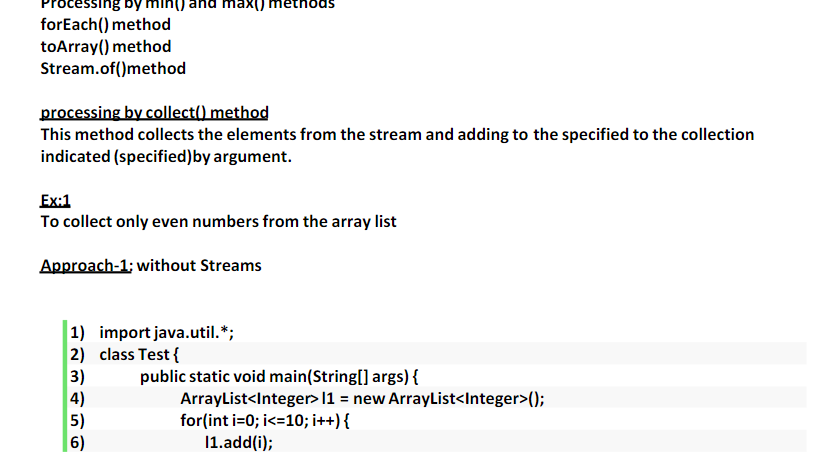 Processing by min() and max() methods
forEach() method
toArray() method
Stream.of()method
processing by collect() method
This method collects the elements from the stream and adding to the specified to the collection
indicated (specified)by argument.
Ex:1
To collect only even numbers from the array list
Approach-1: without Streams
1) import java.util.*;
2) class Test {
3) public static void main(String[] args) {
4) ArrayList<Integer> l1 = new ArrayList<Integer>();
5) for(int i=0; i<=10; i++) {
6) l1.add(i);